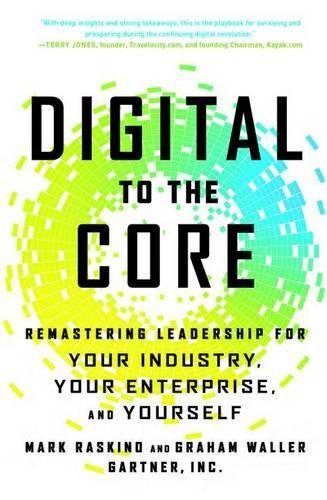 "With deep insights and strong takeaways, this is the playbook for surviving and
prospering during the continuing digital revolution."
—TERRY JONES, founder, Travelocity.com, and founding Chairman, Kayak.com
DIGITAL
TO THE
CORE
REMASTERING LEADERSHIP FOR
YOUR INDUSTRY,
YOUR ENTERPRISE,
AND YOURSELF
MARK RASKINO AND GRAHAM WALLER
GARTNER, INC.